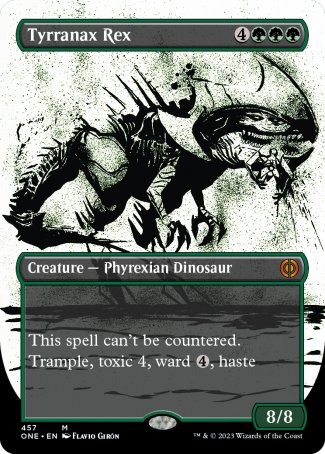 Tyrranax Rex 4
Creature — Phyrexian Dinosaur
This spell can't be countered.
Trample, toxic 4, ward 4, haste
8/8
457 M
ONE • EN Flavio Girón
™ & © 2023 Wizards of the Coast